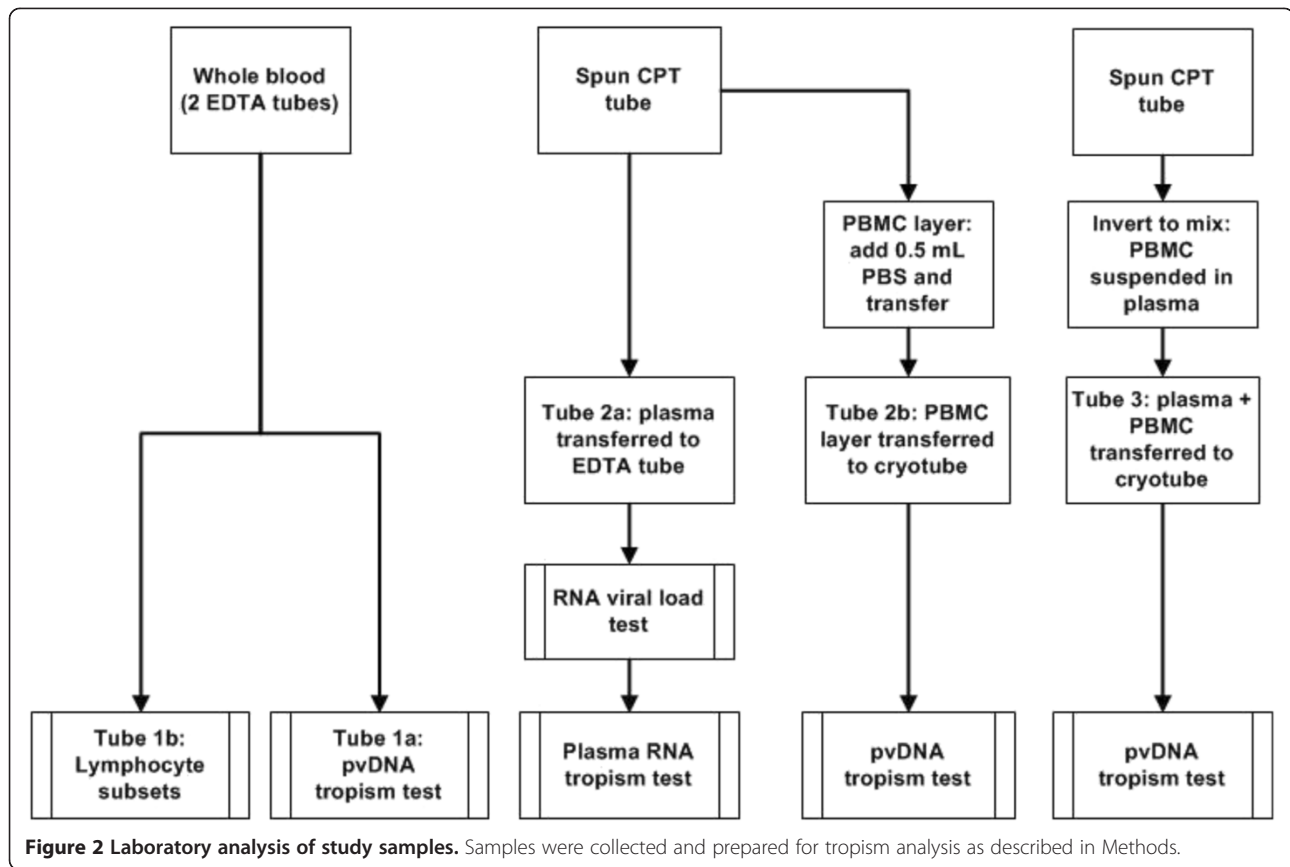 Whole blood
(2 EDTA tubes)
Spun CPT
tube
Spun CPT
tube
PBMC layer:
add 0.5 mL
PBS and
transfer
Invert to mix:
PBMC
suspended in
plasma
Tube 2a: plasma
transferred to
EDTA tube
Tube 2b: PBMC
layer transferred
to cryotube
Tube 3: plasma +
PBMC
transferred to
cryotube
RNA viral load
test
Tube 1b:
Lymphocyte
subsets
Tube 1a:
pvDNA
tropism test
Plasma RNA
tropism test
pvDNA
tropism test
pvDNA
tropism test
Figure 2 Laboratory analysis of study samples. Samples were collected and prepared for tropism analysis as described in Methods.